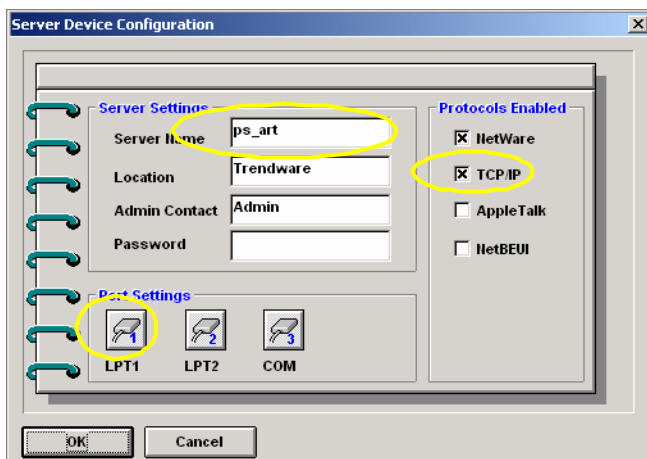 Server Device Configuration
Server Settings
Server Name
ps_art
Location
Trendware
Admin Contact
Admin
Password
Protocols Enabled
NetWare
TCP/IP
AppleTalk
NetBEUI
Port Settings
1
2
3
LPT1
LPT2
COM
OK
Cancel